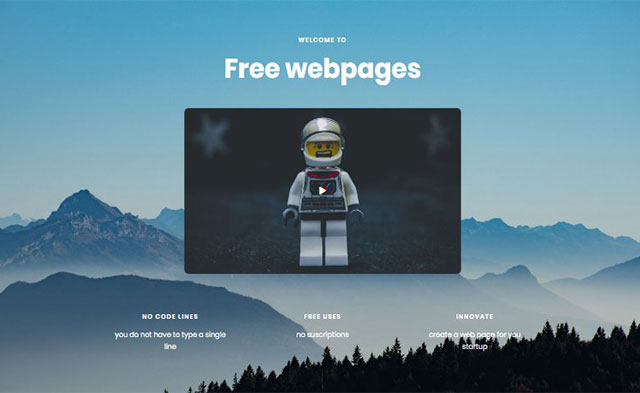 WELCOME TO
Free webpages
NO CODE LINES
you do not have to type a single
line
FREE USES
no suscriptions
INNOVATE
create a web page for you
startup